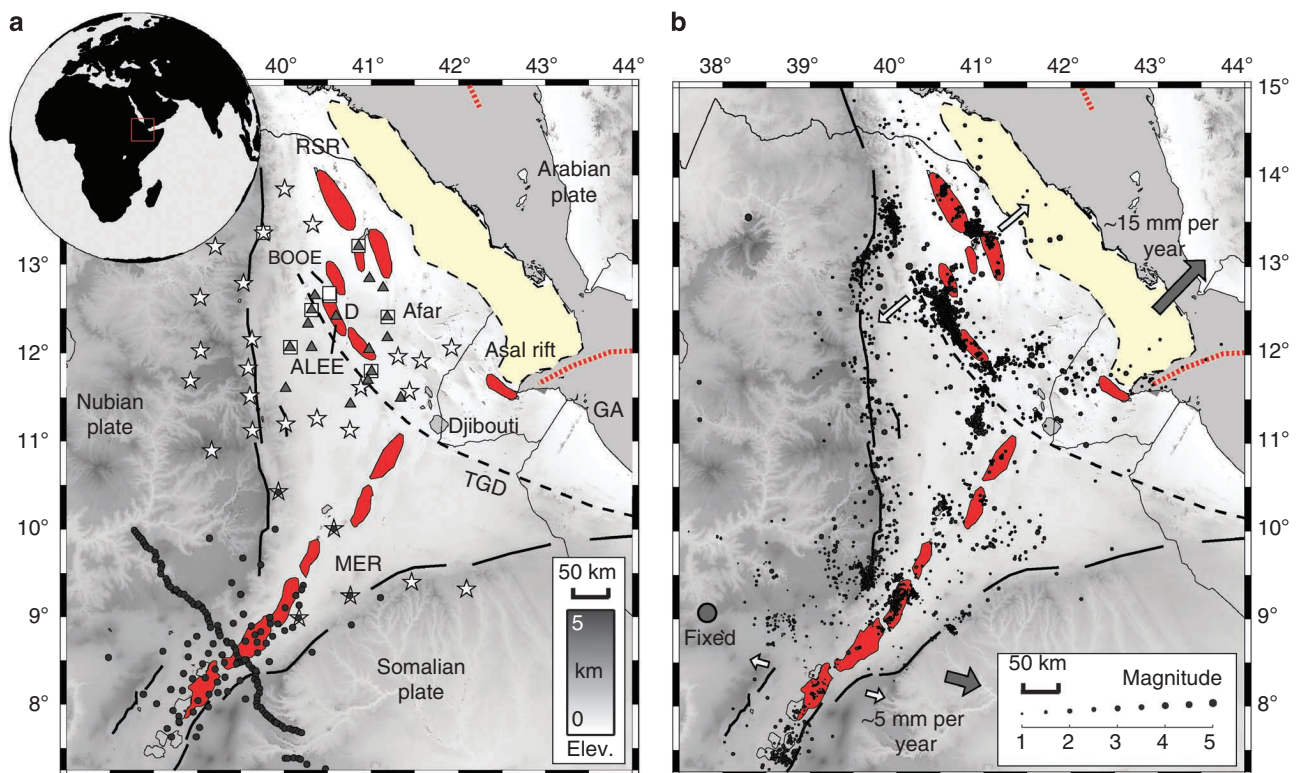 a
40° 41° 42° 43° 44°
RSR
Arabian
plate
13°
BOOE
D
Afar
12°
ALEE
Asal rift
Nubian
plate
GA
11°
Djibouti
TGD
10°
MER
9°
Somalian
plate
8°
50 km
5
km
0
Elev.
b
38° 39° 40° 41° 42° 43° 44°
15°
14°
~15 mm per
year
13°
12°
11°
10°
9°
Fixed
8°
~5 mm per
year
50 km
Magnitude
1 2 3 4 5